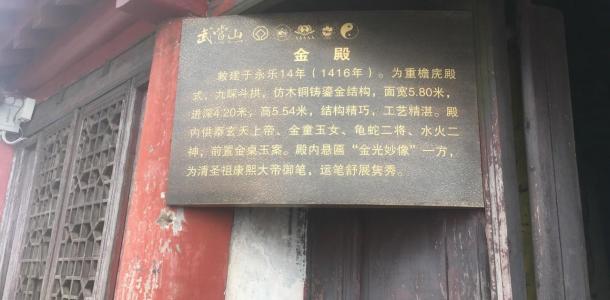 武当山
金殿
敕建于永乐14年（1416年）。为重檐庑殿
式，九踩斗拱，仿木铜铸鎏金结构，面宽5.80米，
进深4.20米，高5.54米，结构精巧，工艺精湛。殿
内供奉玄天上帝、金童玉女、龟蛇二将、水火二
神，前置金桌玉案。殿内悬匾“金光妙像”一方，
为清圣祖康熙大帝御笔，运笔舒展隽秀。